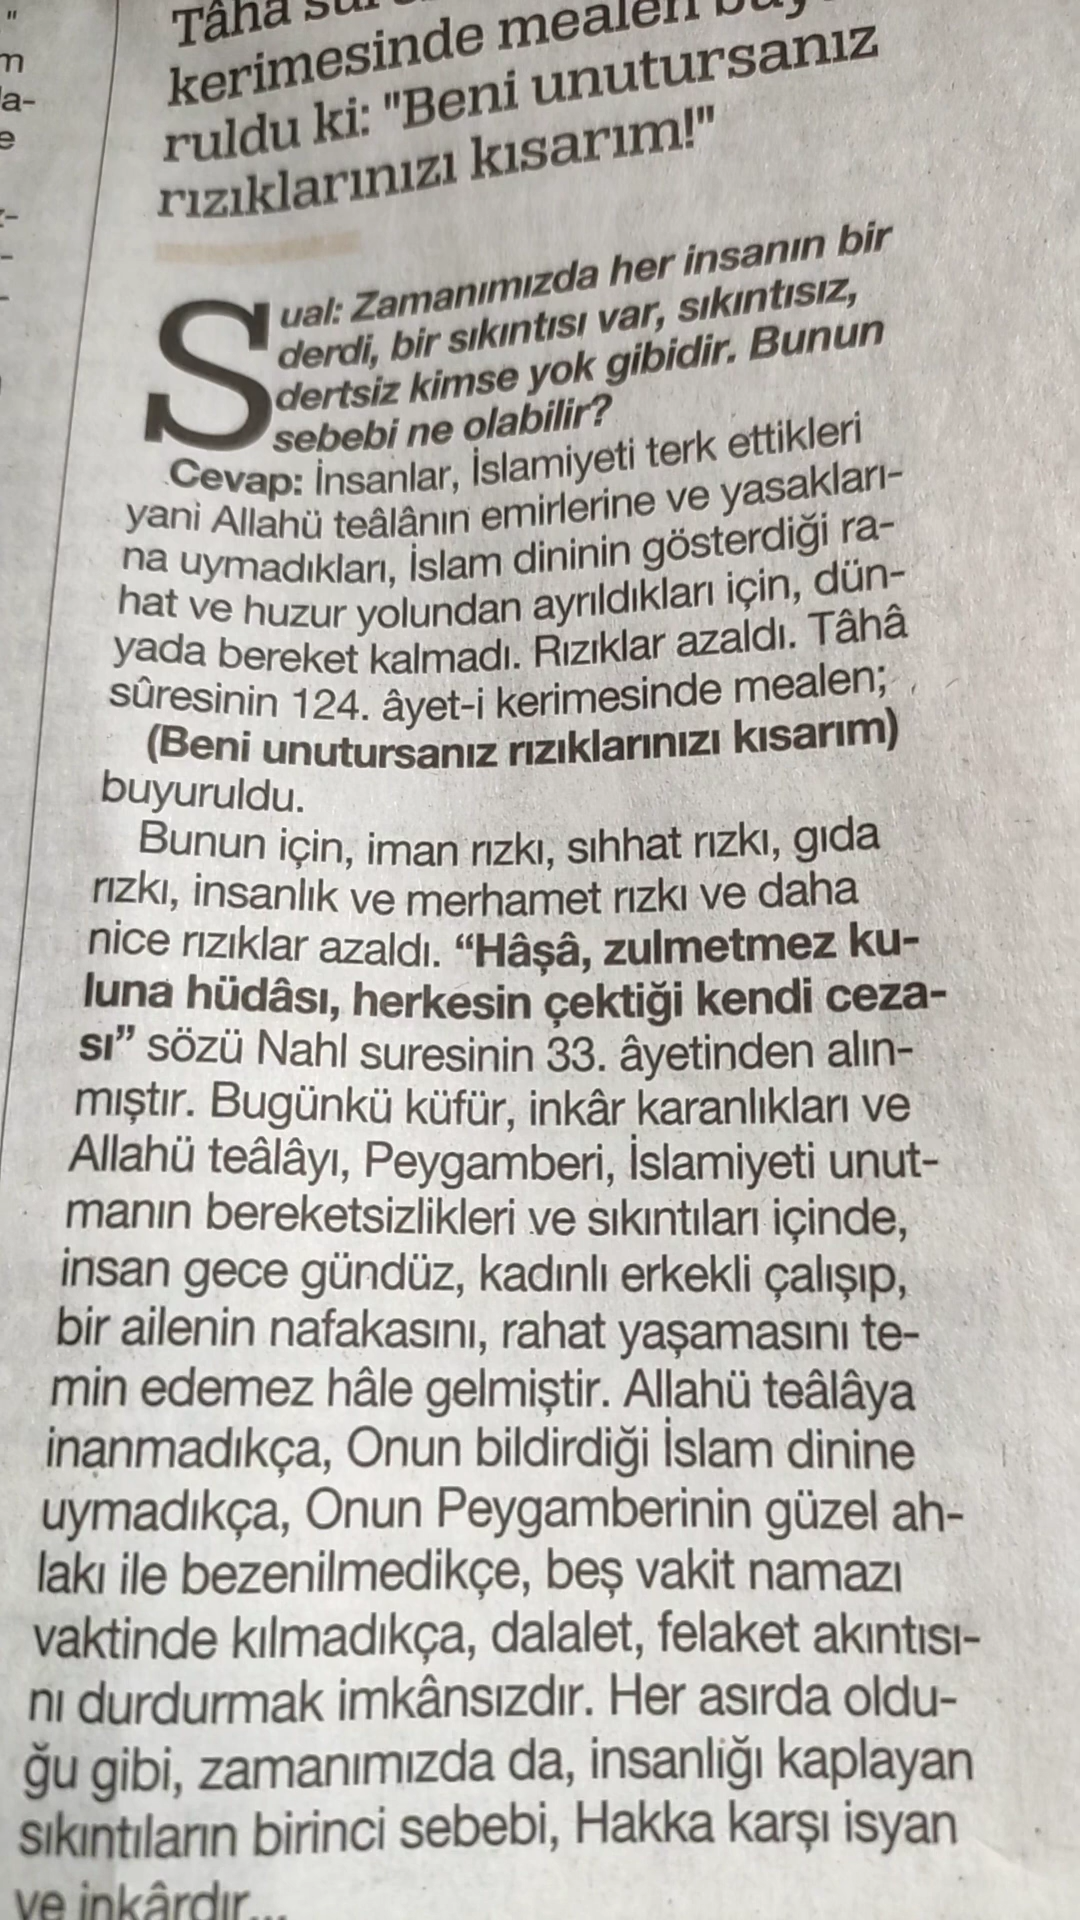 Tâhâ
kerimesinde mealen
ruldu ki: "Beni unutursanız
rızıklarınızı kısarım!"
Sual: Zamanımızda her insanın bir
derdi, bir sıkıntısı var, sıkıntısız,
dertsiz kimse yok gibidir. Bunun
sebebi ne olabilir?
Cevap: İnsanlar, İslamiyeti terk ettikleri
yani Allahü teâlânın emirlerine ve yasakları-
na uymadıkları, İslam dininin gösterdiği ra-
hat ve huzur yolundan ayrıldıkları için, dün-
yada bereket kalmadı. Rızıklar azaldı. Tâhâ
sûresinin 124. âyet-i kerimesinde mealen;
(Beni unutursanız rızıklarınızı kısarım)
buyuruldu.
Bunun için, iman rızkı, sıhhat rızkı, gıda
rızkı, insanlık ve merhamet rızkı ve daha
nice rızıklar azaldı. “Hâşâ, zulmetmez ku-
luna hüdâsı, herkesin çektiği kendi ceza-
sı” sözü Nahl suresinin 33. âyetinden alın-
mıştır. Bugünkü küfür, inkâr karanlıkları ve
Allahü teâlâyı, Peygamberi, İslamiyeti unut-
manın bereketsizlikleri ve sıkıntıları içinde,
insan gece gündüz, kadınlı erkekli çalışıp,
bir ailenin nafakasını, rahat yaşamasını te-
min edemez hâle gelmiştir. Allahü teâlâya
inanmadıkça, Onun bildirdiği İslam dinine
uymadıkça, Onun Peygamberinin güzel ah-
lakı ile bezenilmedikçe, beş vakit namazı
vaktinde kılmadıkça, dalalet, felaket akıntısı-
nı durdurmak imkânsızdır. Her asırda oldu-
ğu gibi, zamanımızda da, insanlığı kaplayan
sıkıntıların birinci sebebi, Hakka karşı isyan
ve inkârdır...